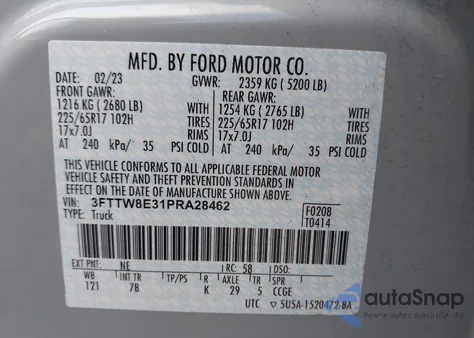 MFD. BY FORD MOTOR CO.
DATE: 02/23 GVWR: 2359 KG ( 5200 LB)
FRONT GAWR: REAR GAWR:
1216 KG ( 2680 LB) WITH 1254 KG ( 2765 LB) WITH
225/65R17 102H TIRES 225/65R17 102H TIRES
17x7.0J RIMS 17x7.0J RIMS
AT 240 kPa/ 35 PSI COLD AT 240 kPa/ 35 PSI COLD
THIS VEHICLE CONFORMS TO ALL APPLICABLE FEDERAL MOTOR
VEHICLE SAFETY AND THEFT PREVENTION STANDARDS IN
EFFECT ON THE DATE OF MANUFACTURE SHOWN ABOVE.
VIN: 3FTTW8E31PRA28462 F0208
TYPE: Truck T0414
EXT PNT: NE RC: 58 DSO:
WB INT TR TP/PS R AXLE TR SPR
121 7B K 29 5 CCGE
UTC ▽ 5U5A-1520472-BA
autoSnap